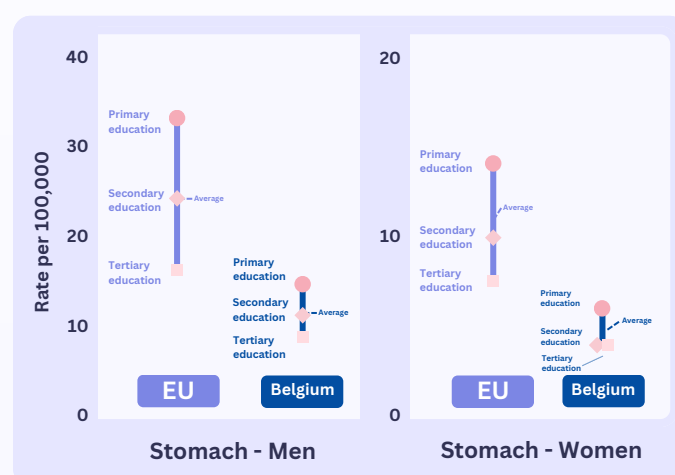 Rate per 100,000
40
30
20
10
0
Primary
education
Secondary
education
Average
Tertiary
education
Primary
education
Secondary
education
Average
Tertiary
education
EU
Belgium
Stomach - Men
20
10
0
Primary
education
Average
Secondary
education
Tertiary
education
Primary
education
Average
Secondary
education
Tertiary
education
EU
Belgium
Stomach - Women